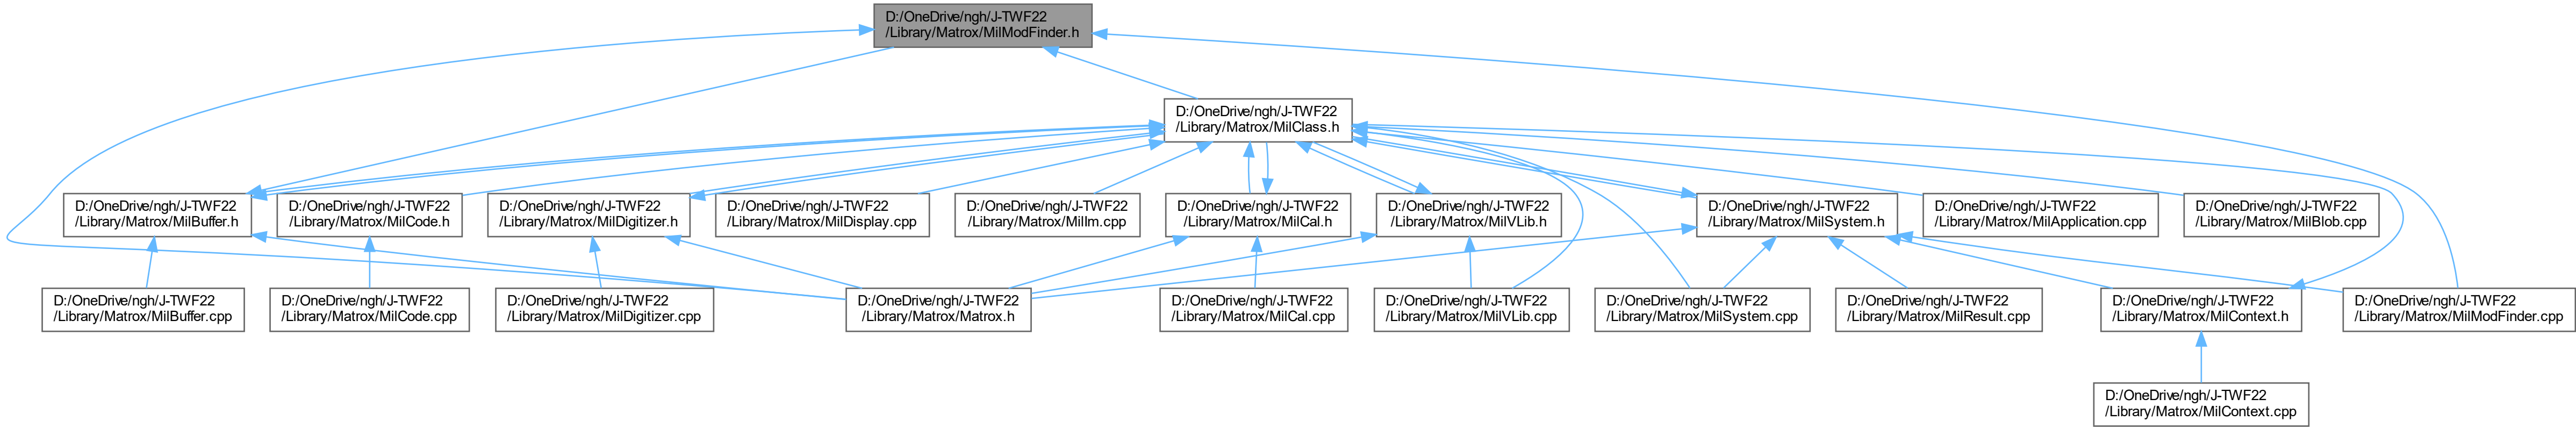 D:/OneDrive/ngh/J-TWF22
/Library/Matrox/MilModFinder.h
D:/OneDrive/ngh/J-TWF22
/Library/Matrox/MilClass.h
D:/OneDrive/ngh/J-TWF22
/Library/Matrox/MilBuffer.h
D:/OneDrive/ngh/J-TWF22
/Library/Matrox/MilCode.h
D:/OneDrive/ngh/J-TWF22
/Library/Matrox/MilDigitizer.h
D:/OneDrive/ngh/J-TWF22
/Library/Matrox/MilDisplay.cpp
D:/OneDrive/ngh/J-TWF22
/Library/Matrox/MilIm.cpp
D:/OneDrive/ngh/J-TWF22
/Library/Matrox/MilCal.h
D:/OneDrive/ngh/J-TWF22
/Library/Matrox/MilVLib.h
D:/OneDrive/ngh/J-TWF22
/Library/Matrox/MilSystem.h
D:/OneDrive/ngh/J-TWF22
/Library/Matrox/MilApplication.cpp
D:/OneDrive/ngh/J-TWF22
/Library/Matrox/MilBlob.cpp
D:/OneDrive/ngh/J-TWF22
/Library/Matrox/MilBuffer.cpp
D:/OneDrive/ngh/J-TWF22
/Library/Matrox/MilCode.cpp
D:/OneDrive/ngh/J-TWF22
/Library/Matrox/MilDigitizer.cpp
D:/OneDrive/ngh/J-TWF22
/Library/Matrox/Matrox.h
D:/OneDrive/ngh/J-TWF22
/Library/Matrox/MilCal.cpp
D:/OneDrive/ngh/J-TWF22
/Library/Matrox/MilVLib.cpp
D:/OneDrive/ngh/J-TWF22
/Library/Matrox/MilSystem.cpp
D:/OneDrive/ngh/J-TWF22
/Library/Matrox/MilResult.cpp
D:/OneDrive/ngh/J-TWF22
/Library/Matrox/MilContext.h
D:/OneDrive/ngh/J-TWF22
/Library/Matrox/MilModFinder.cpp
D:/OneDrive/ngh/J-TWF22
/Library/Matrox/MilContext.cpp